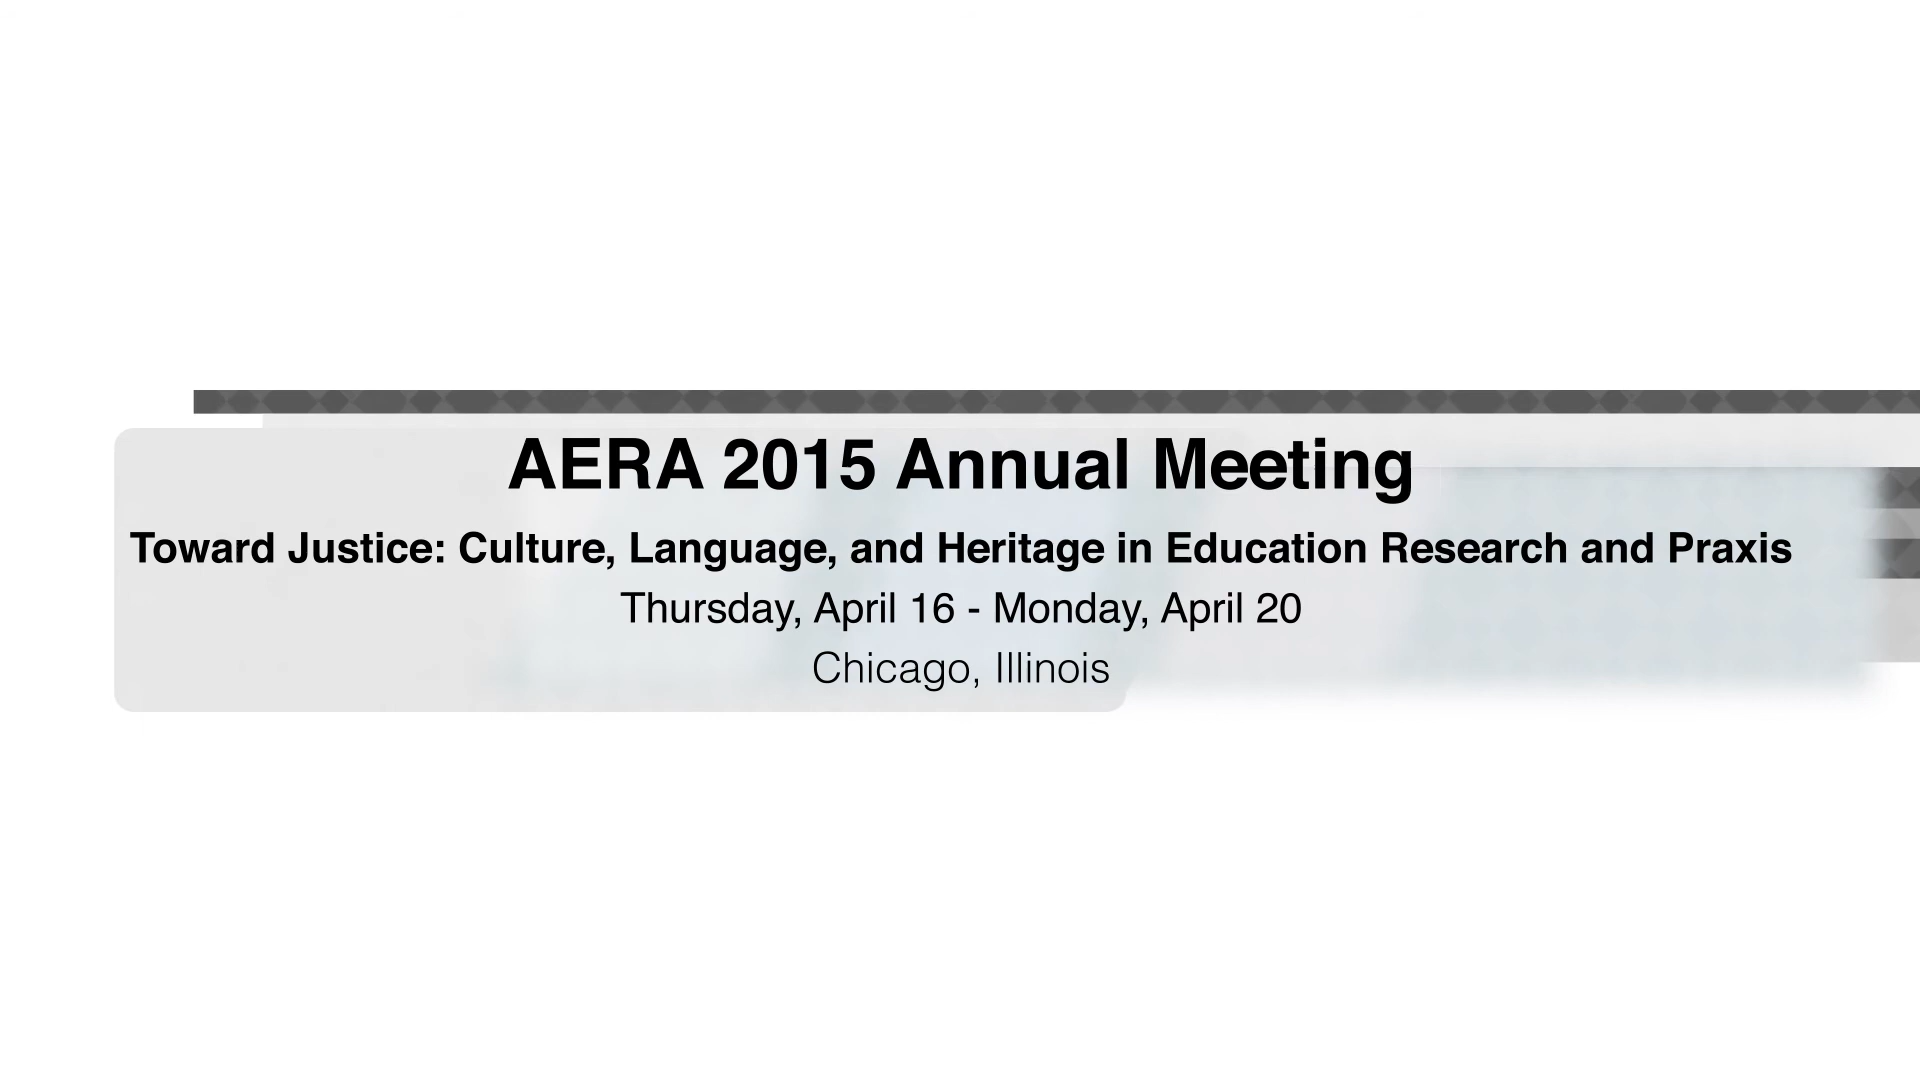 AERA 2015 Annual Meeting
Toward Justice: Culture, Language, and Heritage in Education Research and Praxis
Thursday, April 16 - Monday, April 20
Chicago, Illinois